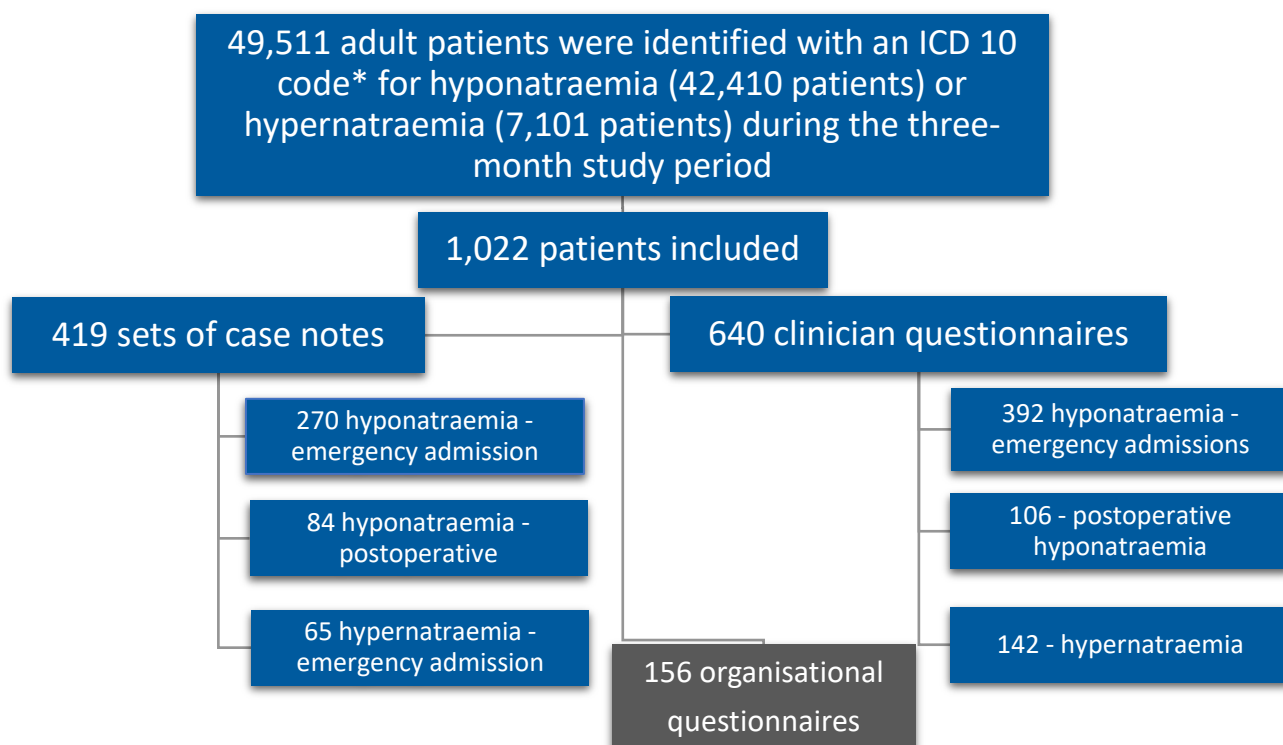 49,511 adult patients were identified with an ICD 10
code* for hyponatraemia (42,410 patients) or
hypernatraemia (7,101 patients) during the three-
month study period
1,022 patients included
419 sets of case notes
270 hyponatraemia -
emergency admission
84 hyponatraemia -
postoperative
65 hypernatraemia -
emergency admission
640 clinician questionnaires
392 hyponatraemia -
emergency admissions
106 - postoperative
hyponatraemia
142 - hypernatraemia
156 organisational
questionnaires